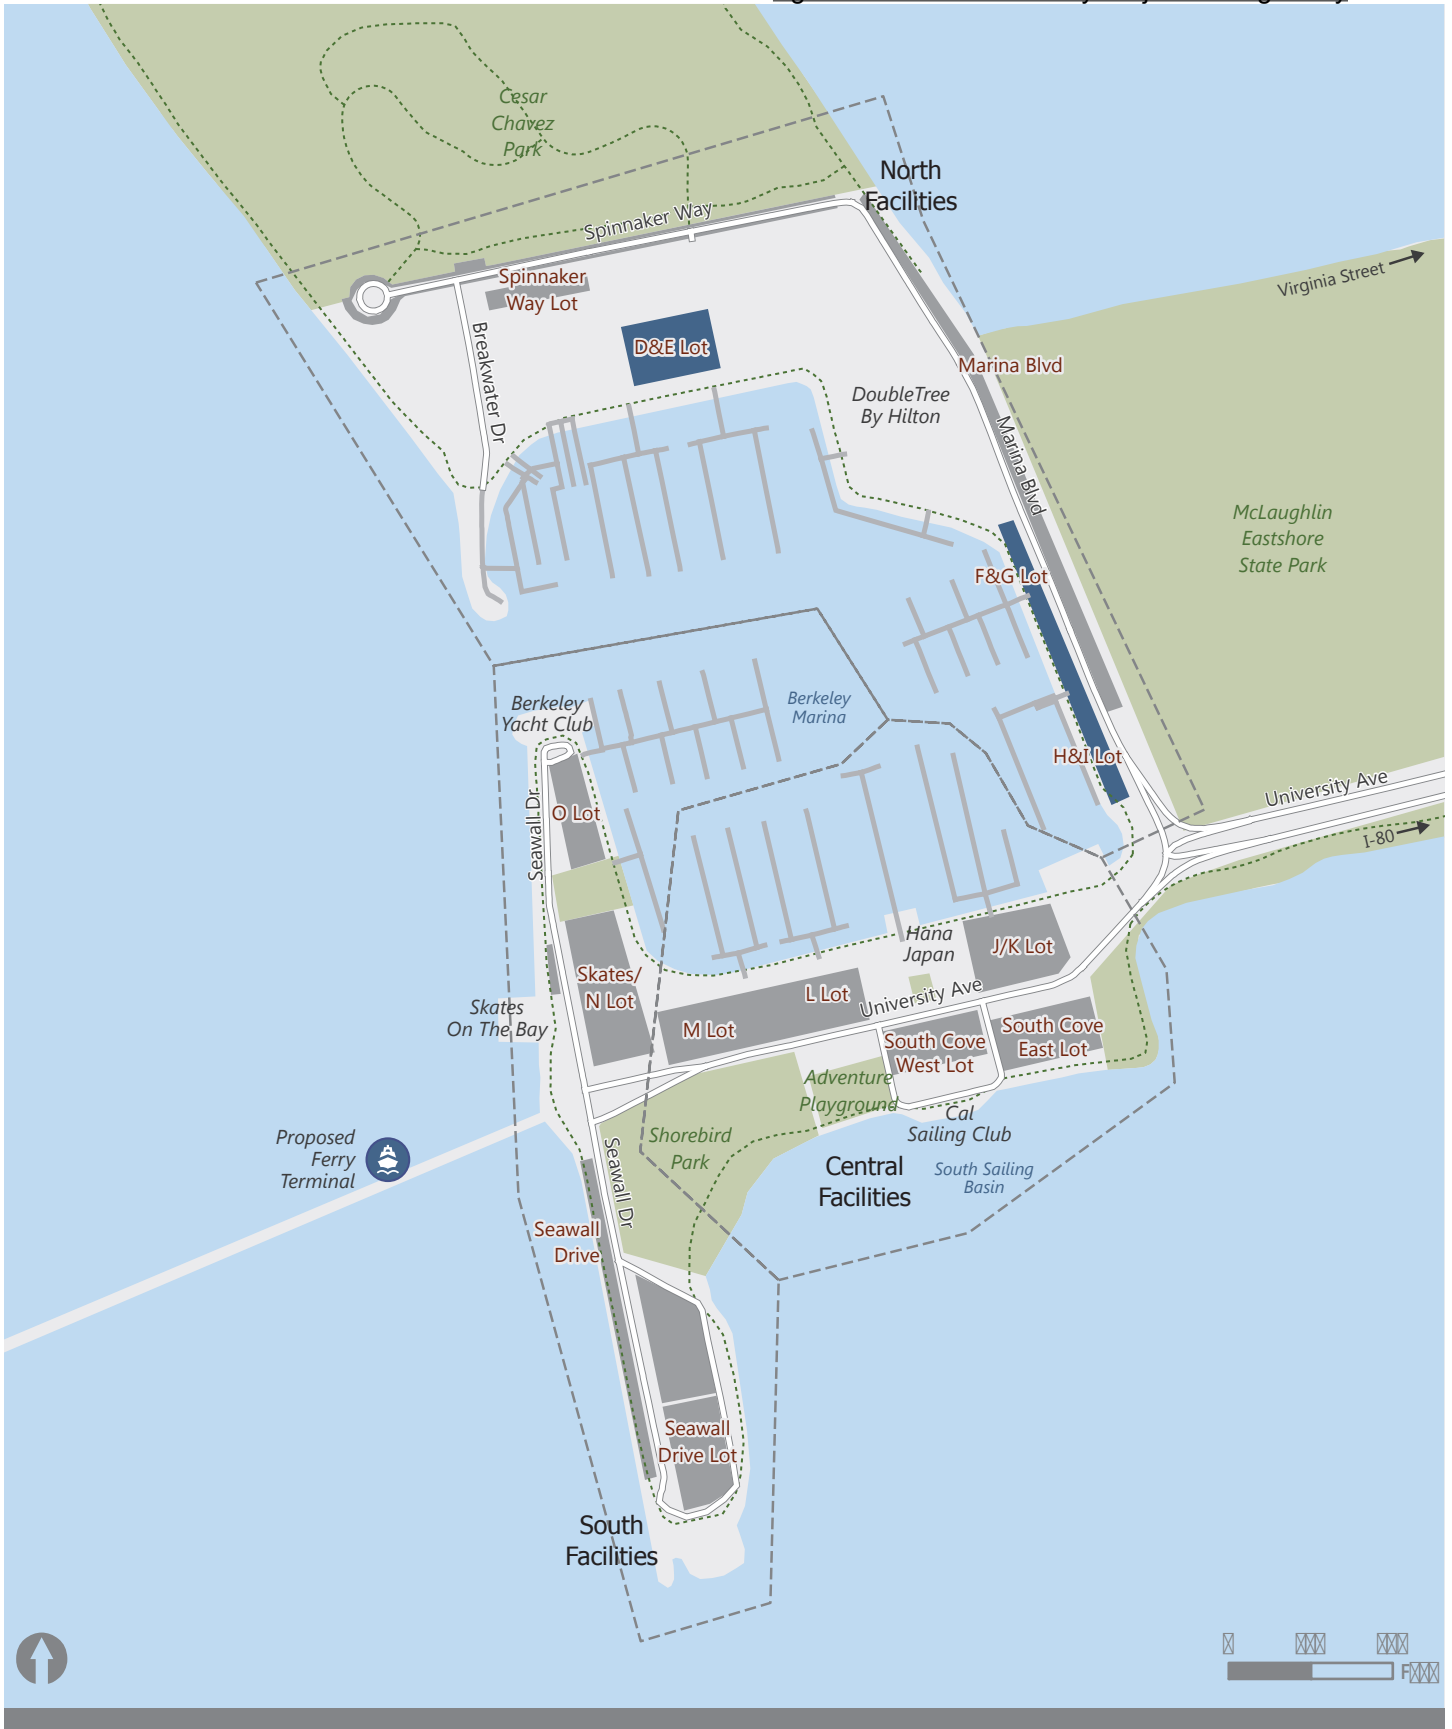 Cesar
Chavez
Park
North
Facilities
Spinnaker Way
Virginia Street
Spinnaker
Way Lot
Breakwater Dr
D&E Lot
Marina Blvd
DoubleTree
By Hilton
Marina Blvd
McLaughlin
Eastshore
State Park
F&G Lot
Berkeley
Yacht Club
Berkeley
Marina
H&I Lot
University Ave
I-80
Seawall Dr
O Lot
Hana
Japan
J/K Lot
Skates/
N Lot
L Lot
University Ave
Skates
On The Bay
M Lot
South Cove
West Lot
South Cove
East Lot
Adventure
Playground
Cal
Sailing Club
Proposed
Ferry
Terminal
Shorebird
Park
Seawall Dr
Central
Facilities
South Sailing
Basin
Seawall
Drive
Seawall
Drive Lot
South
Facilities